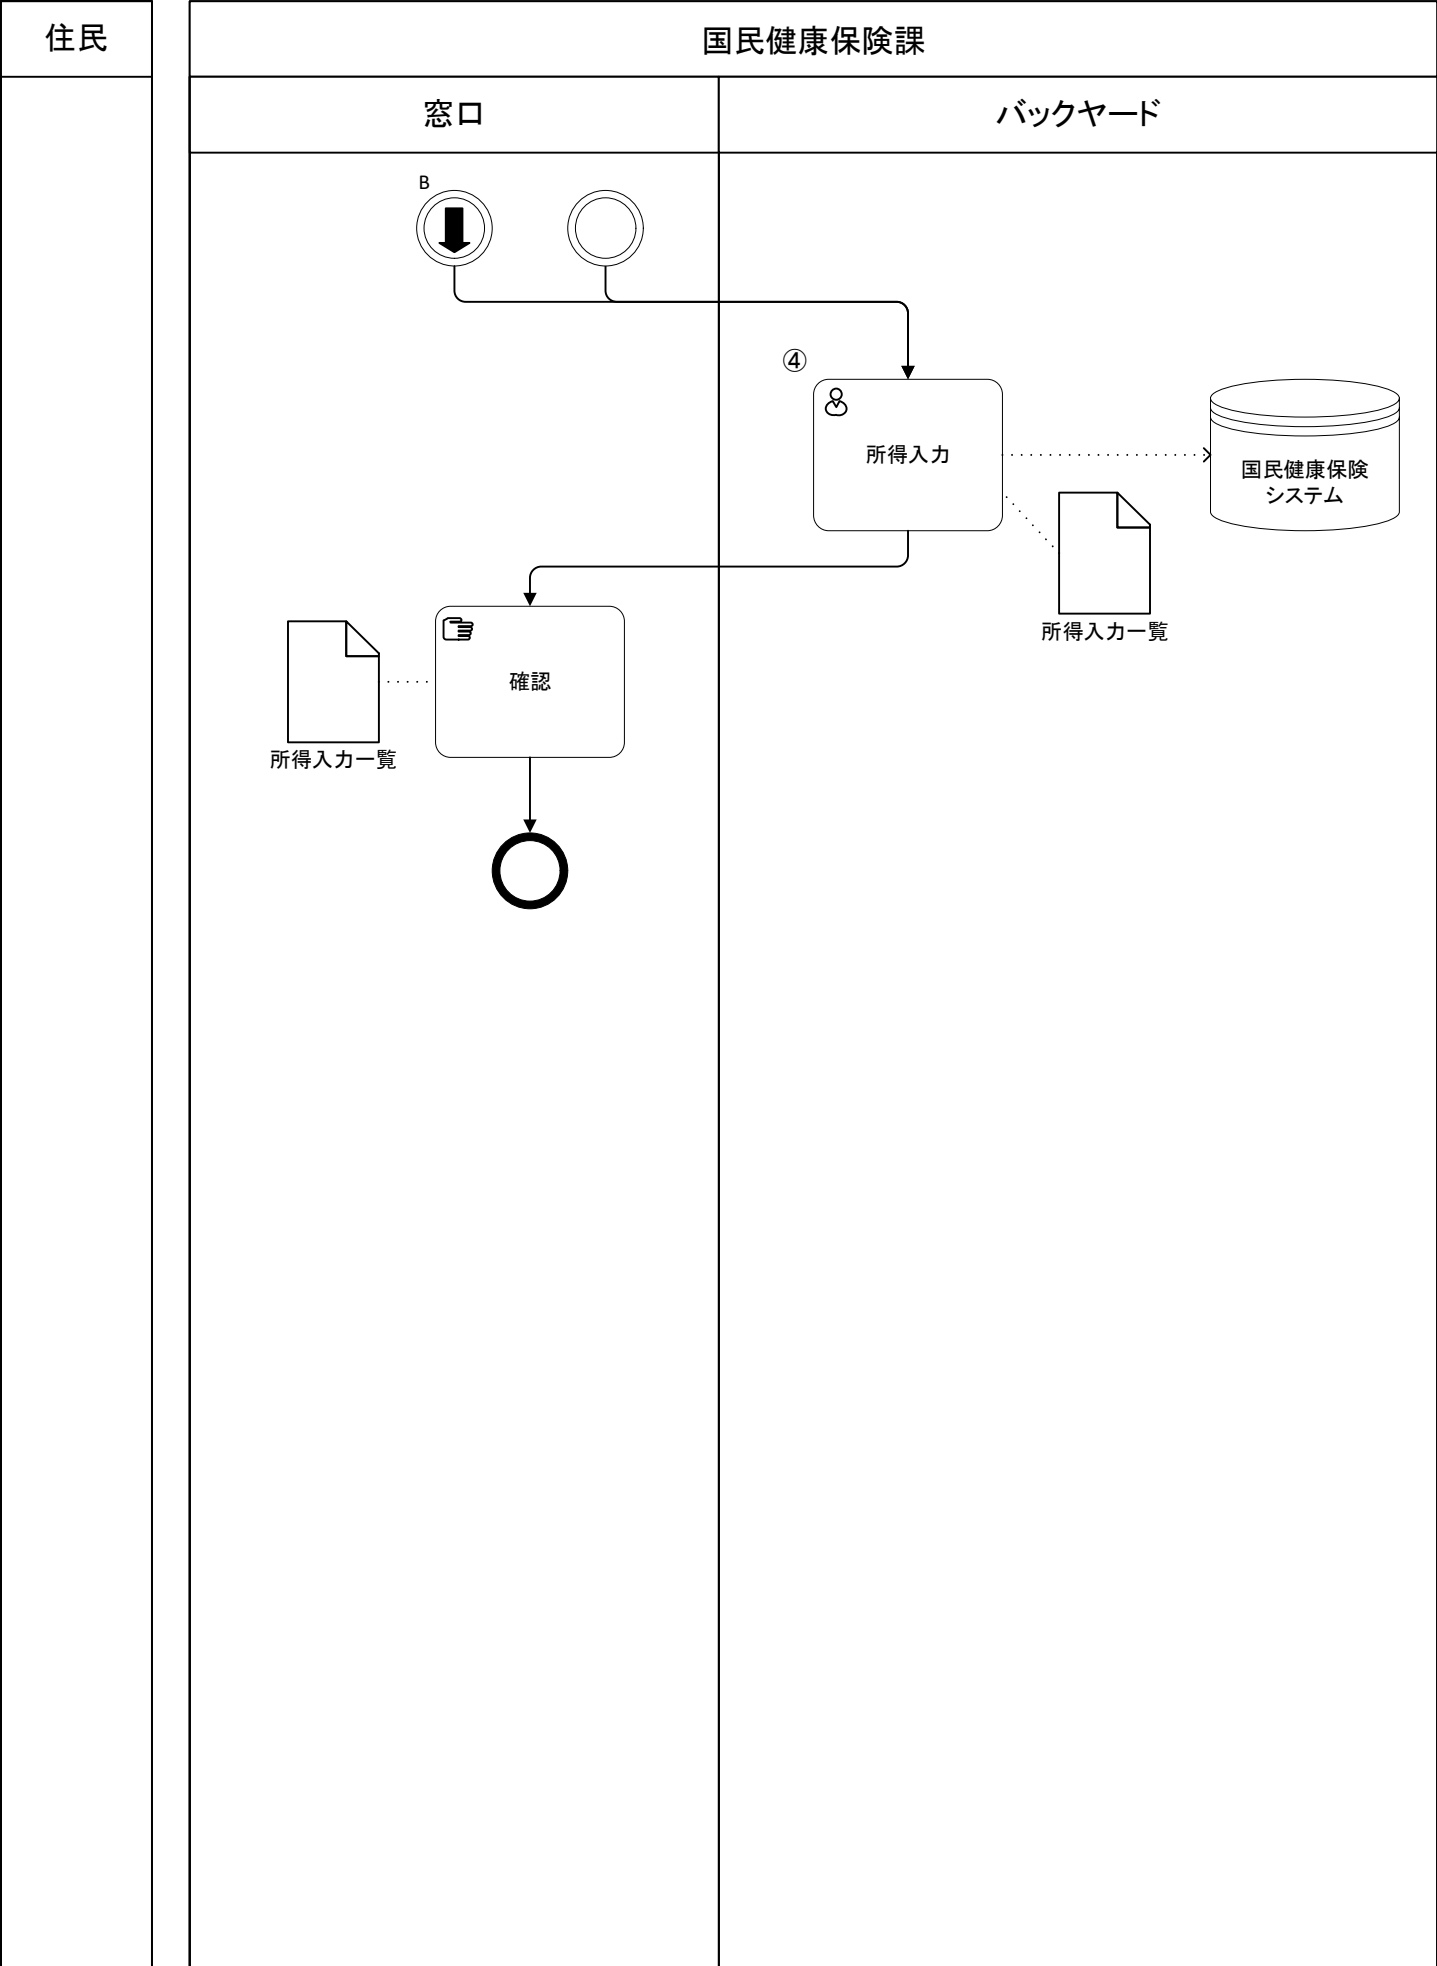 住民
国民健康保険課
窓口
バックヤード
B
④
所得入力
国民健康保険
システム
所得入力一覧
確認
所得入力一覧